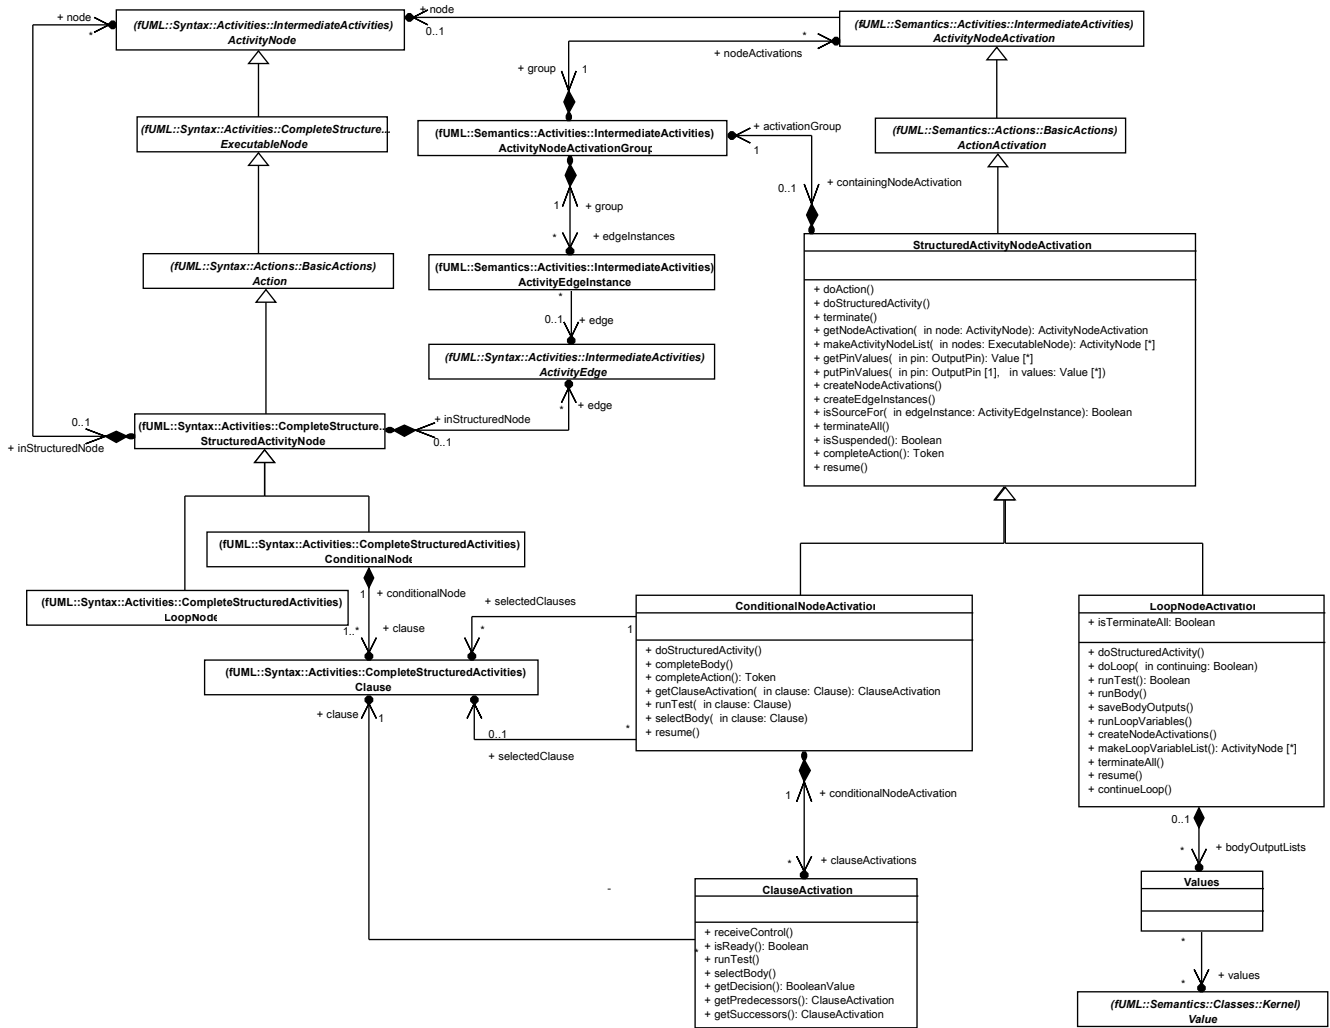 + node
*
(fUML::Syntax::Activities::IntermediateActivities)
ActivityNode
+ node
0..1
(fUML::Semantics::Activities::IntermediateActivities)
ActivityNodeActivation
*
+ nodeActivations
+ group
1
(fUML::Syntax::Activities::CompleteStructure...
ExecutableNode
(fUML::Semantics::Activities::IntermediateActivities)
ActivityNodeActivationGroup
+ activationGroup
1
(fUML::Semantics::Actions::BasicActions)
ActionActivation
0..1
+ containingNodeActivation
1
+ group
*
+ edgeInstances
(fUML::Syntax::Actions::BasicActions)
Action
(fUML::Semantics::Activities::IntermediateActivities)
ActivityEdgeInstance
*
0..1
+ edge
(fUML::Syntax::Activities::IntermediateActivities)
ActivityEdge
*
+ edge
StructuredActivityNodeActivation
+ doAction()
+ doStructuredActivity()
+ terminate()
+ getNodeActivation( in node: ActivityNode): ActivityNodeActivation
+ makeActivityNodeList( in nodes: ExecutableNode): ActivityNode [*]
+ getPinValues( in pin: OutputPin): Value [*]
+ putPinValues( in pin: OutputPin [1], in values: Value [*])
+ createNodeActivations()
+ createEdgeInstances()
+ isSourceFor( in edgeInstance: ActivityEdgeInstance): Boolean
+ terminateAll()
+ isSuspended(): Boolean
+ completeAction(): Token
+ resume()
0..1
+ inStructuredNode
(fUML::Syntax::Activities::CompleteStructure...
StructuredActivityNode
+ inStructuredNode
0..1
(fUML::Syntax::Activities::CompleteStructuredActivities)
ConditionalNode
(fUML::Syntax::Activities::CompleteStructuredActivities)
LoopNode
1
+ conditionalNode
1..*
+ clause
+ selectedClauses
*
1
(fUML::Syntax::Activities::CompleteStructuredActivities)
Clause
+ clause
1
0..1
*
+ selectedClause
ConditionalNodeActivation
+ doStructuredActivity()
+ completeBody()
+ completeAction(): Token
+ getClauseActivation( in clause: Clause): ClauseActivation
+ runTest( in clause: Clause)
+ selectBody( in clause: Clause)
+ resume()
LoopNodeActivation
+ isTerminateAll: Boolean
+ doStructuredActivity()
+ doLoop( in continuing: Boolean)
+ runTest(): Boolean
+ runBody()
+ saveBodyOutputs()
+ runLoopVariables()
+ createNodeActivations()
+ makeLoopVariableList(): ActivityNode [*]
+ terminateAll()
+ resume()
+ continueLoop()
1
+ conditionalNodeActivation
*
+ clauseActivations
0..1
*
+ bodyOutputLists
-
ClauseActivation
*
+ receiveControl()
+ isReady(): Boolean
+ runTest()
+ selectBody()
+ getDecision(): BooleanValue
+ getPredecessors(): ClauseActivation
+ getSuccessors(): ClauseActivation
Values
*
+ values
*
(fUML::Semantics::Classes::Kernel)
Value